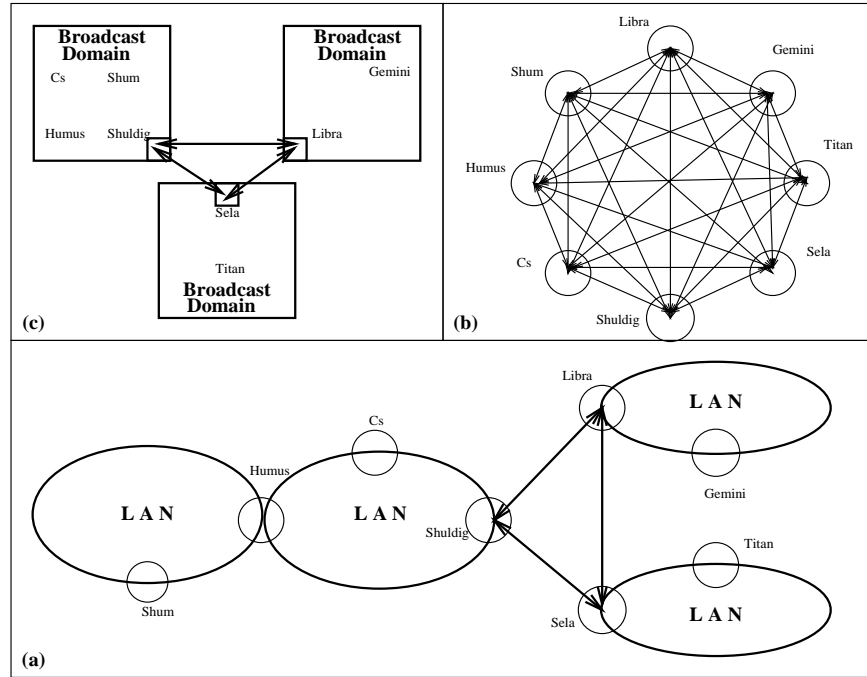 Broadcast
Domain
Cs
Shum
Humus
Shuldig
Broadcast
Domain
Gemini
Libra
Sela
Titan
Broadcast
Domain
(c)
Libra
Gemini
Shum
Titan
Humus
Cs
Sela
Shuldig
(b)
Libra
L A N
Gemini
Cs
Humus
L A N
L A N
Shuldig
Shum
Titan
Sela
L A N
(a)